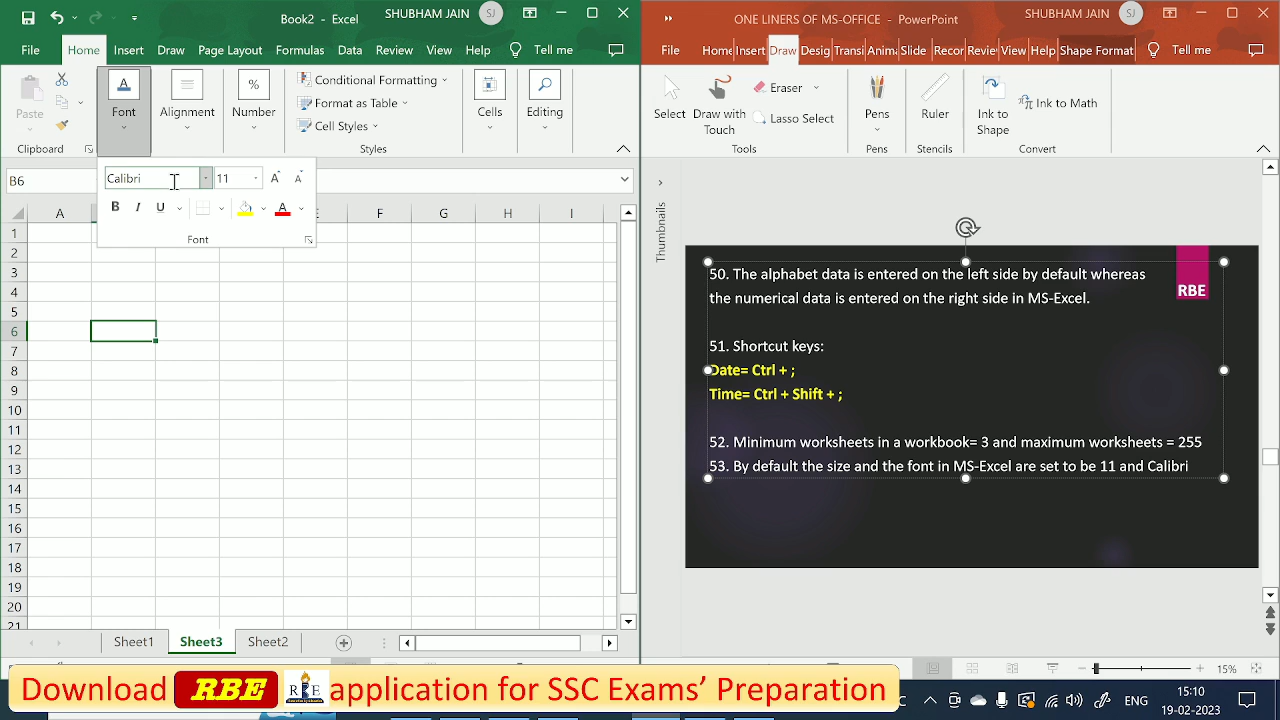 Book2 - Excel
SHUBHAM JAIN
SJ
File Home Insert Draw Page Layout Formulas Data Review View Help Tell me
Paste
Clipboard
Font
Alignment
%
Number
Conditional Formatting
Format as Table
Cell Styles
Styles
Cells
Editing
B6
Calibri 11
B I U A
Font
A E F G H I
1
2
3
4
5
6
7
8
9
10
11
12
13
14
15
16
17
18
19
20
21
Sheet1 Sheet3 Sheet2
ONE LINERS OF MS-OFFICE - PowerPoint
SHUBHAM JAIN
SJ
File Home Insert Draw Desig Transi Anima Slide Recor Revie View Help Shape Format Tell me
Select
Draw with Touch
Eraser
Lasso Select
Tools
Pens
Pens
Ruler
Stencils
Ink to Shape
Ink to Math
Convert
Thumbnails
RBE
50. The alphabet data is entered on the left side by default whereas
the numerical data is entered on the right side in MS-Excel.
51. Shortcut keys:
Date= Ctrl + ;
Time= Ctrl + Shift + ;
52. Minimum worksheets in a workbook= 3 and maximum worksheets = 255
53. By default the size and the font in MS-Excel are set to be 11 and Calibri
15%
Download RBE RBE application for SSC Exams' Preparation
ENG
15:10
19-02-2023